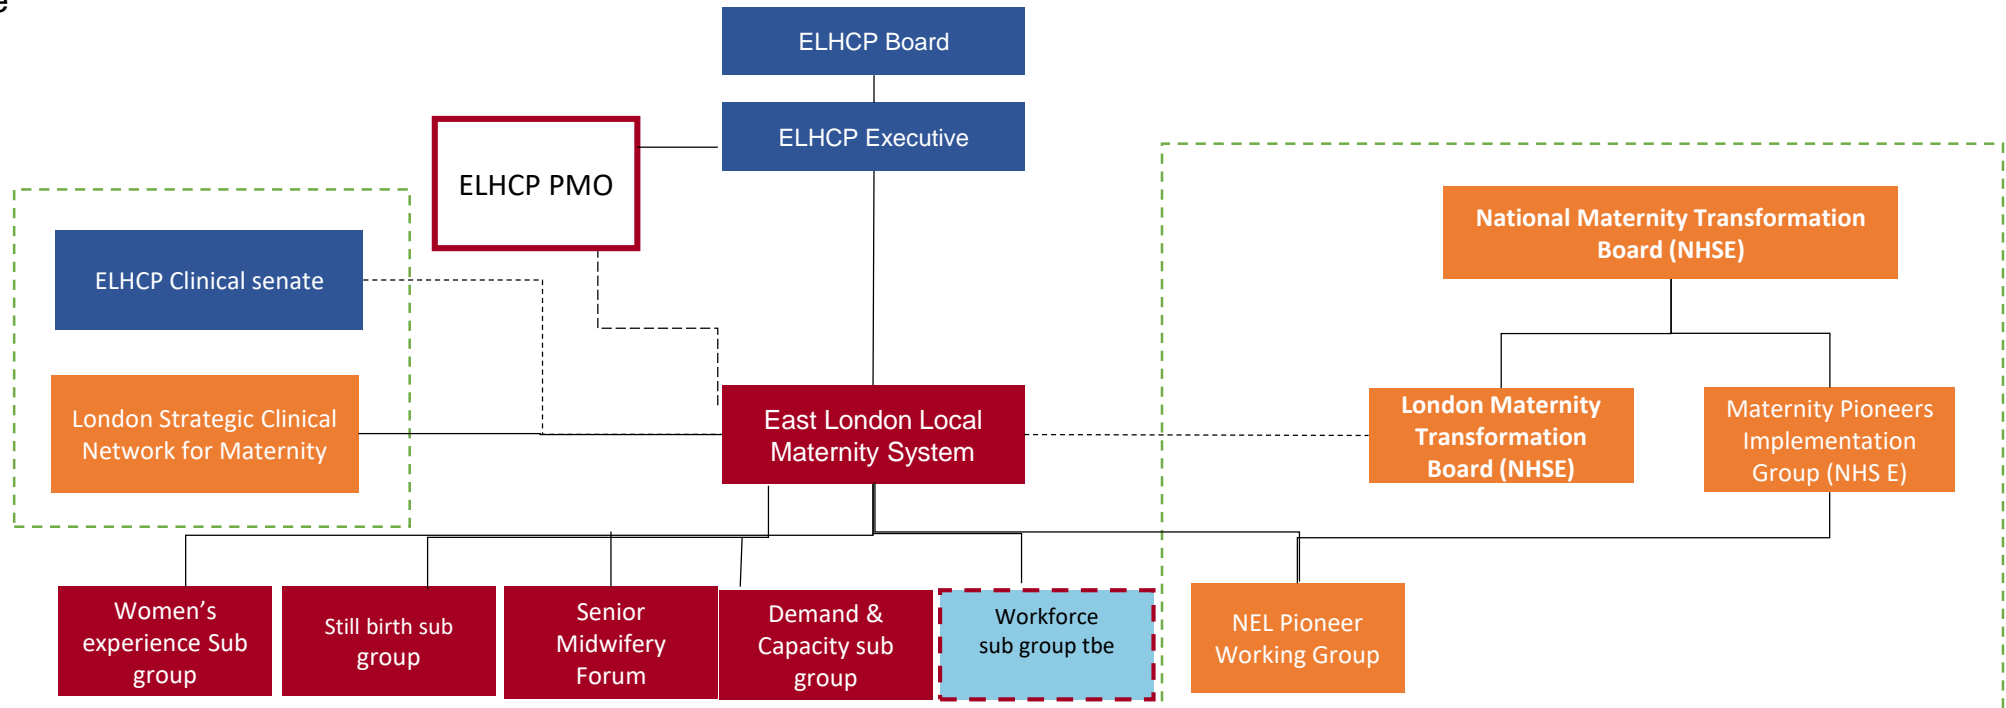 e
ELHCP Board
ELHCP Executive
ELHCP PMO
National Maternity Transformation
Board (NHSE)
ELHCP Clinical senate
London Strategic Clinical
Network for Maternity
East London Local
Maternity System
London Maternity
Transformation
Board (NHSE)
Maternity Pioneers
Implementation
Group (NHS E)
Women’s
experience Sub
group
Still birth sub
group
Senior
Midwifery
Forum
Demand &
Capacity sub
group
Workforce
sub group tbe
NEL Pioneer
Working Group